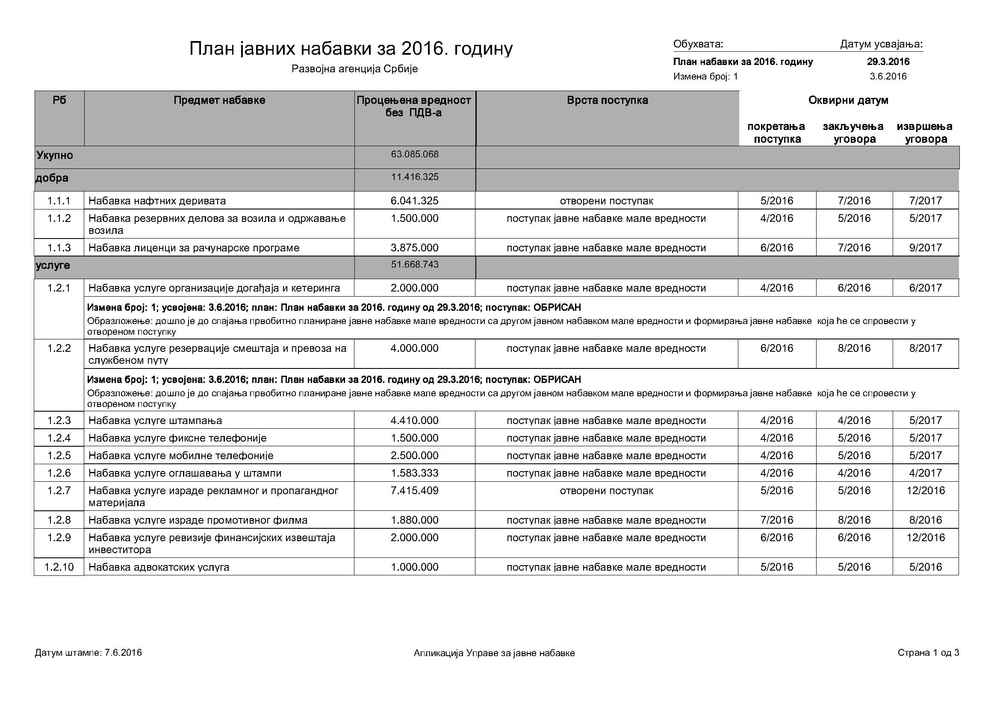 План јавних набавки за 2016. годину
Развојна агенција Србије
Обухвата: Датум усвајања:
План набавки за 2016. годину 29.3.2016
Измена број: 1 3.6.2016
Рб Предмет набавке Процењена вредност Врста поступка Оквирни датум
без ПДВ-а
покретања закључења извршења
поступка уговора уговора
Укупно 63.085.068
добра 11.416.325
1.1.1 Набавка нафтних деривата 6.041.325 отворени поступак 5/2016 7/2016 7/2017
1.1.2 Набавка резервних делова за возила и одржавање 1.500.000 поступак јавне набавке мале вредности 4/2016 5/2016 5/2017
возила
1.1.3 Набавка лиценци за рачунарске програме 3.875.000 поступак јавне набавке мале вредности 6/2016 7/2016 9/2017
услуге 51.668.743
1.2.1 Набавка услуге организације догађаја и кетеринга 2.000.000 поступак јавне набавке мале вредности 4/2016 6/2016 6/2017
Измена број: 1; усвојена: 3.6.2016; план: План набавки за 2016. годину од 29.3.2016; поступак: ОБРИСАН
Образложење: дошло је до спајања првобитно планиране јавне набавке мале вредности са другом јавном набавком мале вредности и формирања јавне набавке која ће се спровести у
отвореном поступку
1.2.2 Набавка услуге резервације смештаја и превоза на 4.000.000 поступак јавне набавке мале вредности 6/2016 8/2016 8/2017
службеном путу
Измена број: 1; усвојена: 3.6.2016; план: План набавки за 2016. годину од 29.3.2016; поступак: ОБРИСАН
Образложење: дошло је до спајања првобитно планиране јавне набавке мале вредности са другом јавном набавком мале вредности и формирања јавне набавке која ће се спровести у
отвореном поступку
1.2.3 Набавка услуге штампања 4.410.000 поступак јавне набавке мале вредности 4/2016 4/2016 5/2017
1.2.4 Набавка услуге фиксне телефоније 1.500.000 поступак јавне набавке мале вредности 4/2016 5/2016 5/2017
1.2.5 Набавка услуге мобилне телефоније 2.500.000 поступак јавне набавке мале вредности 4/2016 5/2016 5/2017
1.2.6 Набавка услуге оглашавања у штампи 1.583.333 поступак јавне набавке мале вредности 4/2016 4/2016 4/2017
1.2.7 Набавка услуге израде рекламног и пропагандног 7.415.409 отворени поступак 5/2016 5/2016 12/2016
материјала
1.2.8 Набавка услуге израде промотивног филма 1.880.000 поступак јавне набавке мале вредности 7/2016 8/2016 8/2016
1.2.9 Набавка услуге ревизије финансијских извештаја 2.000.000 поступак јавне набавке мале вредности 6/2016 6/2016 12/2016
инвеститора
1.2.10 Набавка адвокатских услуга 1.000.000 поступак јавне набавке мале вредности 5/2016 5/2016 5/2016
Датум штампе: 7.6.2016 Апликација Управе за јавне набавке Страна 1 од 3